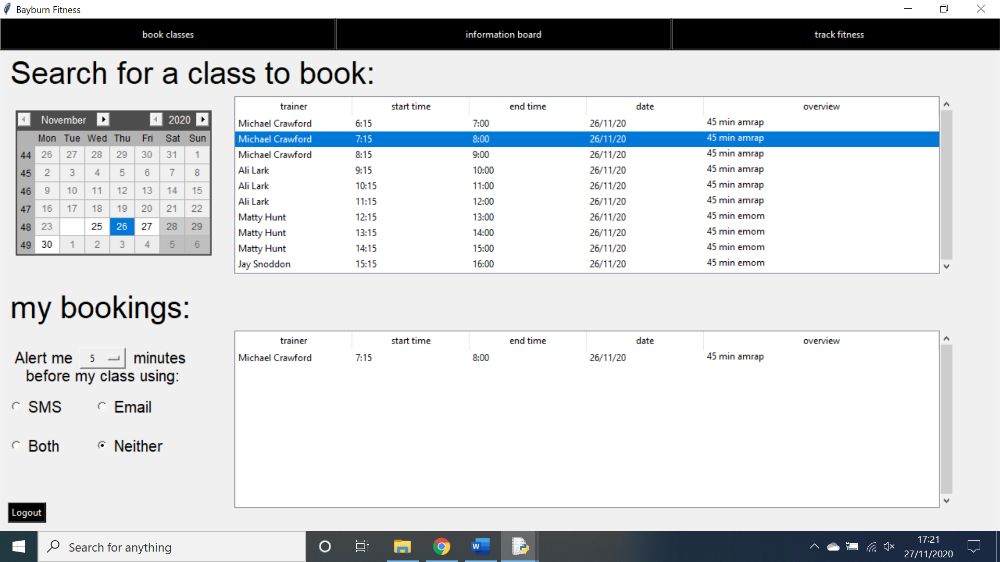 Bayburn Fitness
book classes information board track fitness
Search for a class to book:
November 2020
Mon Tue Wed Thu Fri Sat Sun
44 26 27 28 29 30 31 1
45 2 3 4 5 6 7 8
46 9 10 11 12 13 14 15
47 16 17 18 19 20 21 22
48 23 25 26 27 28 29
49 30 1 2 3 4 5 6
trainer start time end time date overview
Michael Crawford 6:15 7:00 26/11/20 45 min amrap
Michael Crawford 7:15 8:00 26/11/20 45 min amrap
Michael Crawford 8:15 9:00 26/11/20 45 min amrap
Ali Lark 9:15 10:00 26/11/20 45 min amrap
Ali Lark 10:15 11:00 26/11/20 45 min amrap
Ali Lark 11:15 12:00 26/11/20 45 min amrap
Matty Hunt 12:15 13:00 26/11/20 45 min emom
Matty Hunt 13:15 14:00 26/11/20 45 min emom
Matty Hunt 14:15 15:00 26/11/20 45 min emom
Jay Snoddon 15:15 16:00 26/11/20 45 min emom
my bookings:
Alert me 5 minutes
before my class using:
SMS Email
Both Neither
trainer start time end time date overview
Michael Crawford 7:15 8:00 26/11/20 45 min amrap
Logout
Search for anything
W
17:21
27/11/2020